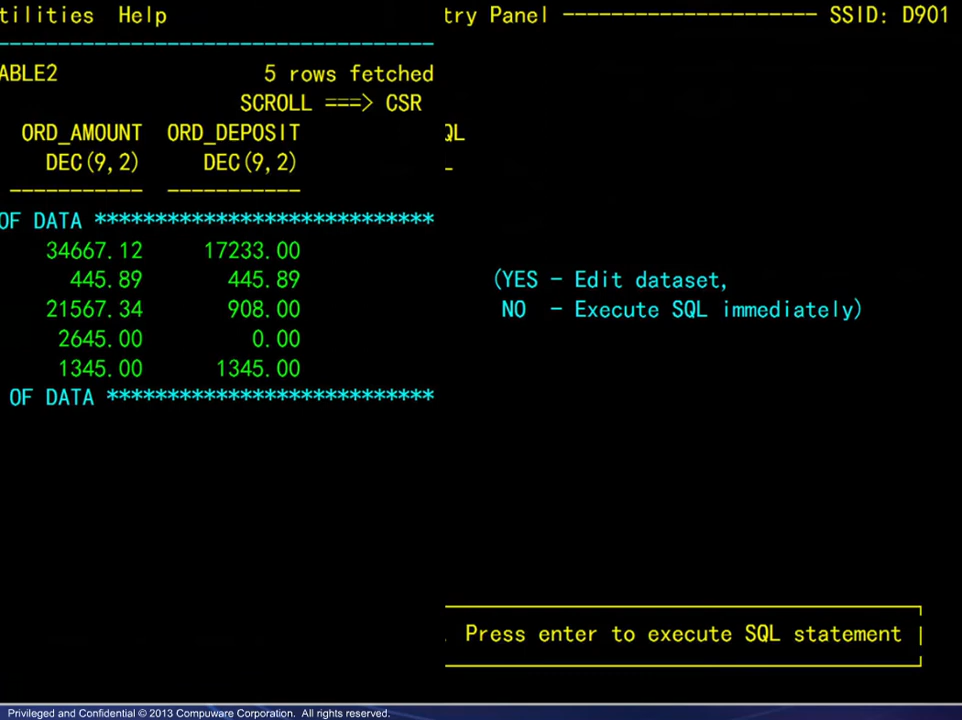 tilities Help
ABLE2 5 rows fetched
SCROLL ===> CSR
ORD_AMOUNT ORD_DEPOSIT
DEC(9,2) DEC(9,2)
----------- -----------
OF DATA ****************************
34667.12 17233.00
445.89 445.89
21567.34 908.00
2645.00 0.00
1345.00 1345.00
OF DATA ***************************
try Panel --------------------- SSID: D901
QL
(YES - Edit dataset,
NO - Execute SQL immediately)
. Press enter to execute SQL statement
Privileged and Confidential © 2013 Compuware Corporation. All rights reserved.